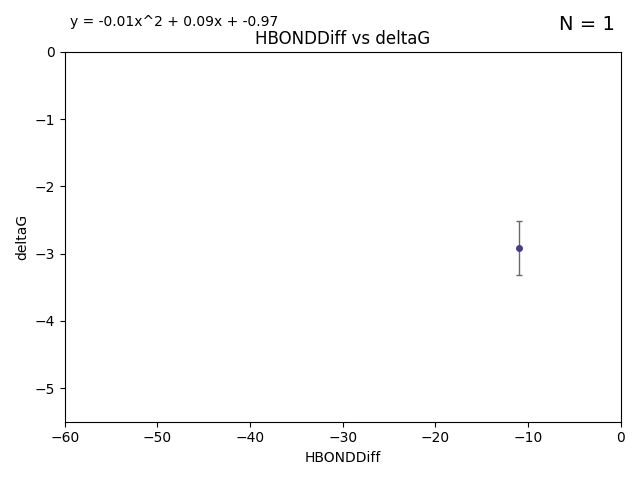 y = -0.01x^2 + 0.09x + -0.97
N = 1
HBONDDiff vs deltaG
0
−1
−2
−3
−4
−5
deltaG
−60 −50 −40 −30 −20 −10 0
HBONDDiff